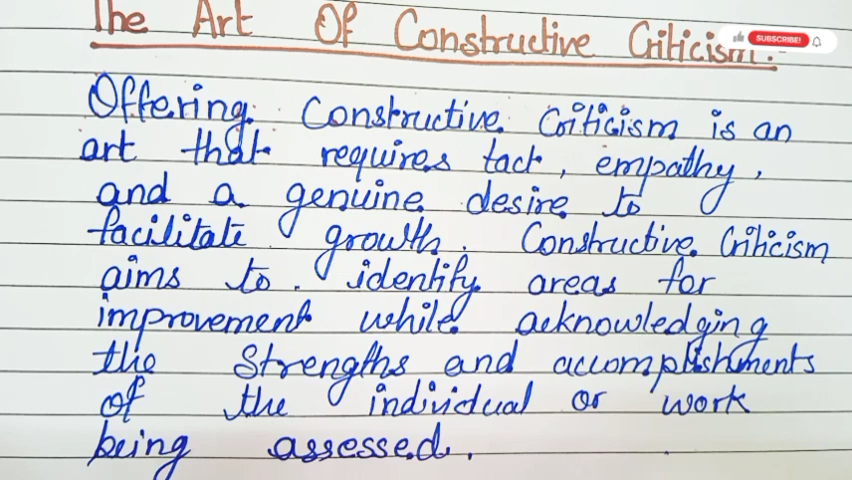 The Art Of Constructive Criticism:
SUBSCRIBE!
Offering Constructive Criticism is an
art that requires tact, empathy,
and a genuine desire to
facilitate growth. Constructive Criticism
aims to identify areas for
improvement while acknowledging
the Strengths and accomplishments
of the individual or work
being assessed.